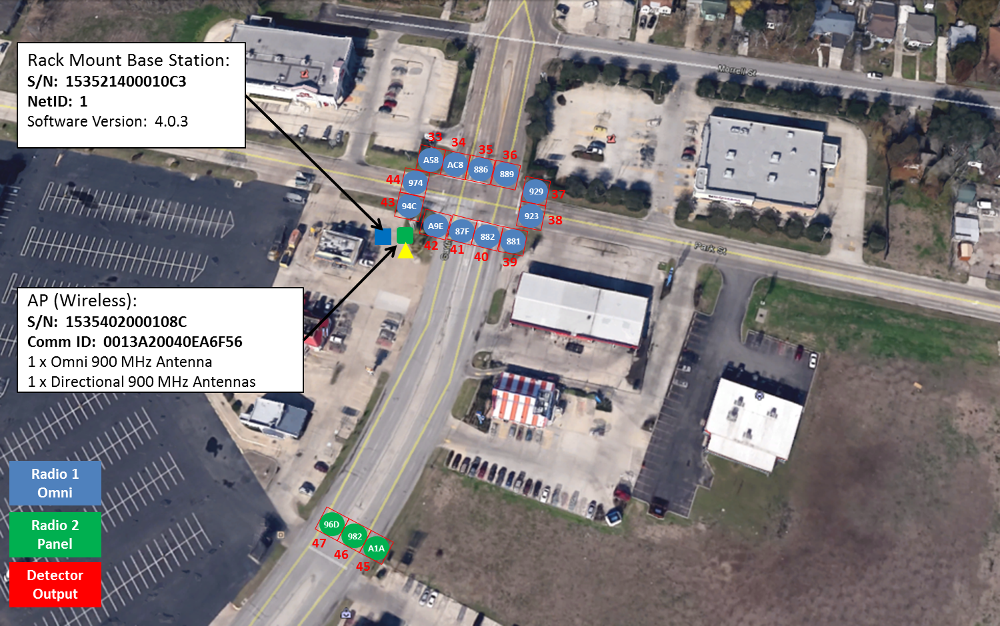 Rack Mount Base Station:
S/N: 153521400010C3
NetID: 1
Software Version: 4.0.3
Morrell St
33
34
35
36
A58
AC8
886
889
44
974
929
37
43
94C
923
38
A9E
87F
882
881
42
41
40
39
Park St
AP (Wireless):
S/N: 1535402000108C
Comm ID: 0013A20040EA6F56
1 x Omni 900 MHz Antenna
1 x Directional 900 MHz Antennas
Radio 1
Omni
Radio 2
Panel
Detector
Output
96D
982
A1A
47
46
45